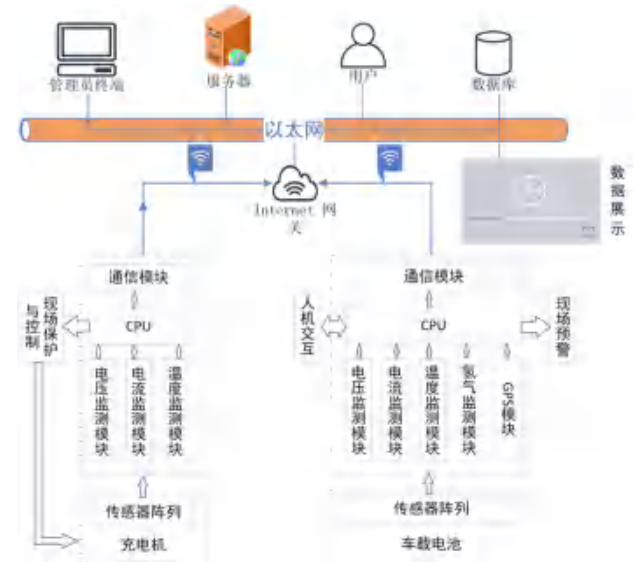 管理员终端
服务器
用户
数据库
以太网
数据展示
Internet 网
关
通信模块
CPU
现场保护
与控制
电压监测模块
电流监测模块
温度监测模块
传感器阵列
充电机
通信模块
人机交互
CPU
现场预警
电压监测模块
电流监测模块
温度监测模块
氢气监测模块
GPS模块
传感器阵列
车载电池